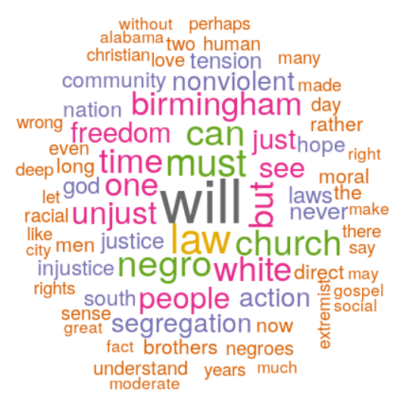 without perhaps
alabama two human
christian love tension many
community nonviolent made
nation birmingham day
wrong freedom can just hope rather
even time must see right
deep long moral
god one will but laws the
let never make
racial unjust law church there
like
city men justice say
injustice negro white direct may
rights south people action extremist gospel
social
sense segregation now
great
fact brothers negroes
understand years much
moderate